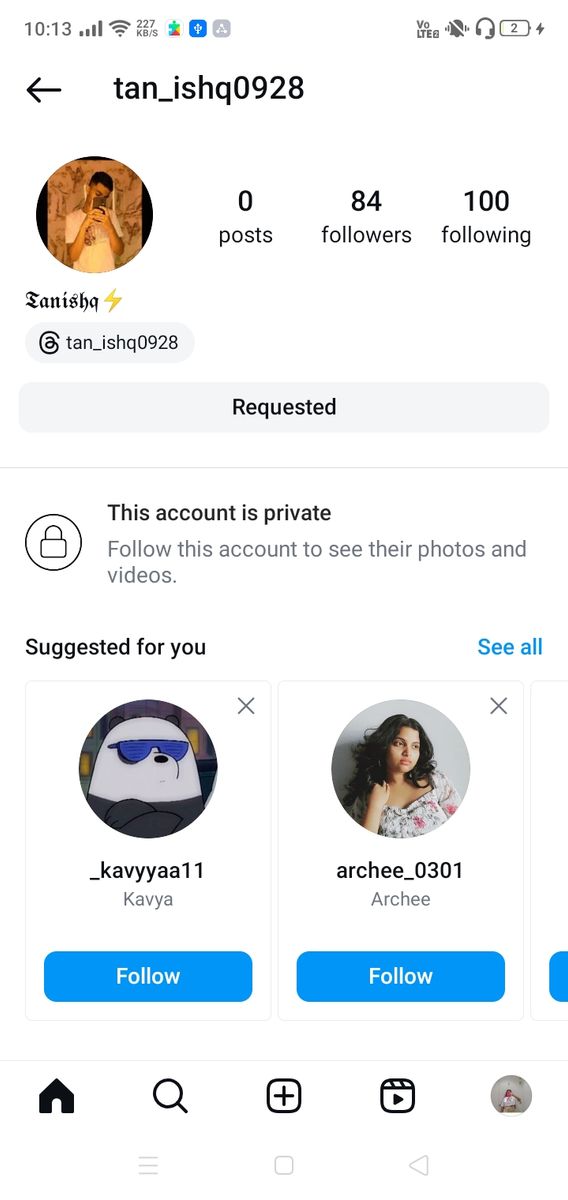 10:13 227 KB/S Vo LTE2 2
tan_ishq0928
0 84 100
posts followers following
𝕿𝖆𝖓𝖎𝖘𝖍𝖖⚡
tan_ishq0928
Requested
This account is private
Follow this account to see their photos and
videos.
Suggested for you See all
_kavyyaa11 archee_0301
Kavya Archee
Follow Follow